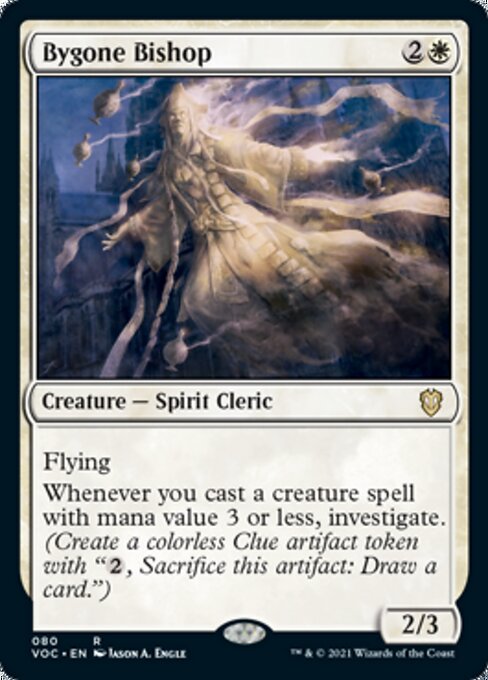 Bygone Bishop 2
Creature — Spirit Cleric
Flying
Whenever you cast a creature spell
with mana value 3 or less, investigate.
(Create a colorless Clue artifact token
with “2, Sacrifice this artifact: Draw a
card.”)
2/3
080 R
VOC • EN Jason A. Engle ™ & © 2021 Wizards of the Coast